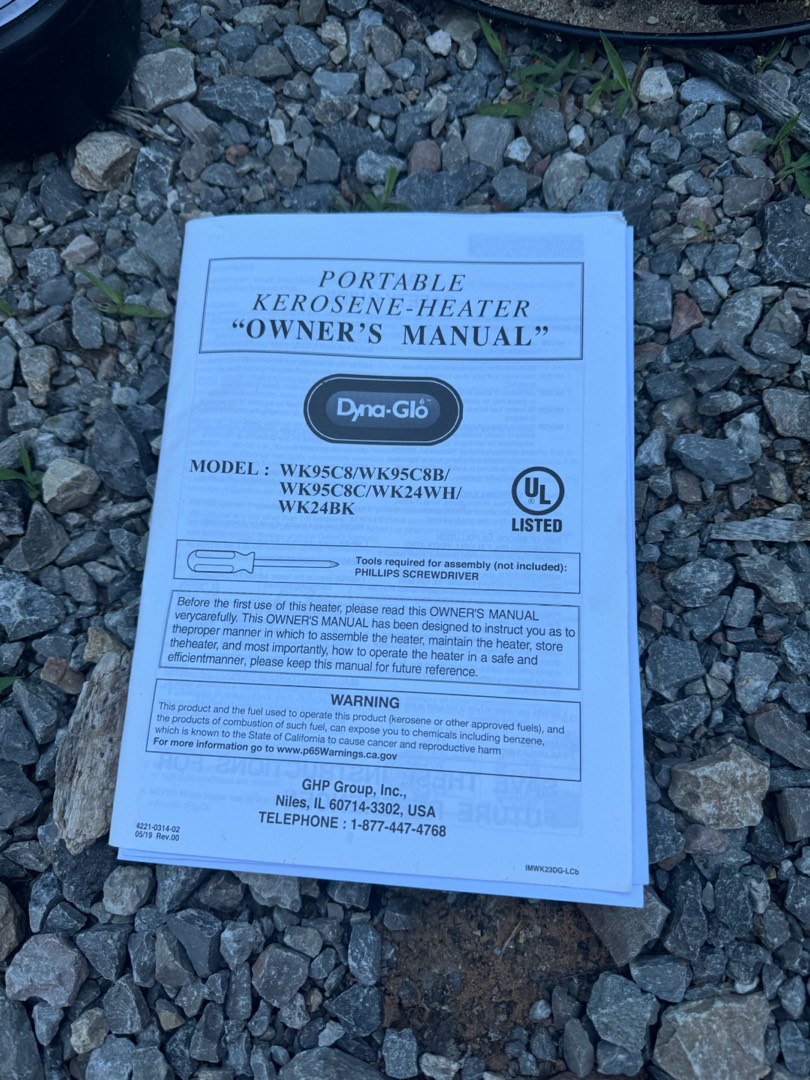 PORTABLE
KEROSENE-HEATER
“OWNER’S MANUAL”
Dyna-Glo™
MODEL : WK95C8/WK95C8B/
WK95C8C/WK24WH/
WK24BK
UL
LISTED
Tools required for assembly (not included):
PHILLIPS SCREWDRIVER
Before the first use of this heater, please read this OWNER'S MANUAL
verycarefully. This OWNER'S MANUAL has been designed to instruct you as to
theproper manner in which to assemble the heater, maintain the heater, store
theheater, and most importantly, how to operate the heater in a safe and
efficientmanner, please keep this manual for future reference.
WARNING
This product and the fuel used to operate this product (kerosene or other approved fuels), and
the products of combustion of such fuel, can expose you to chemicals including benzene,
which is known to the State of California to cause cancer and reproductive harm
For more information go to www.p65Warnings.ca.gov
GHP Group, Inc.,
Niles, IL 60714-3302, USA
TELEPHONE : 1-877-447-4768
4221-0314-02
05/19 Rev.00
IMWK23DG-LCb